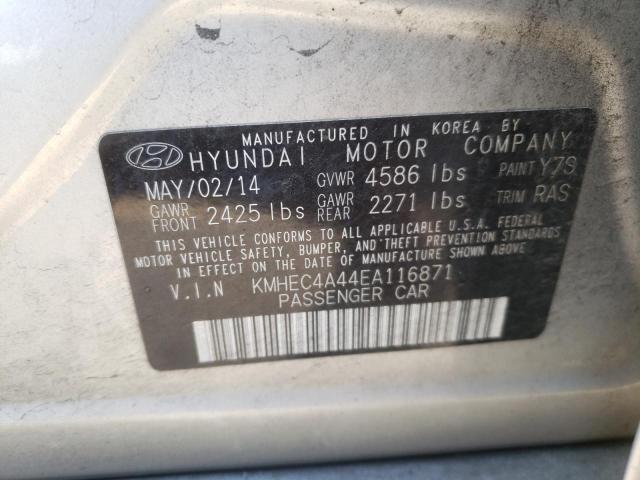 MANUFACTURED IN KOREA BY
HYUNDAI MOTOR COMPANY
MAY/02/14 GVWR 4586 lbs PAINT Y7S
GAWR FRONT 2425 lbs GAWR REAR 2271 lbs TRIM RAS
THIS VEHICLE CONFORMS TO ALL APPLICABLE U.S.A. FEDERAL
MOTOR VEHICLE SAFETY, BUMPER, AND THEFT PREVENTION STANDARDS
IN EFFECT ON THE DATE OF MANUFACTURE SHOWN ABOVE.
V.I.N KMHEC4A44EA116871
PASSENGER CAR